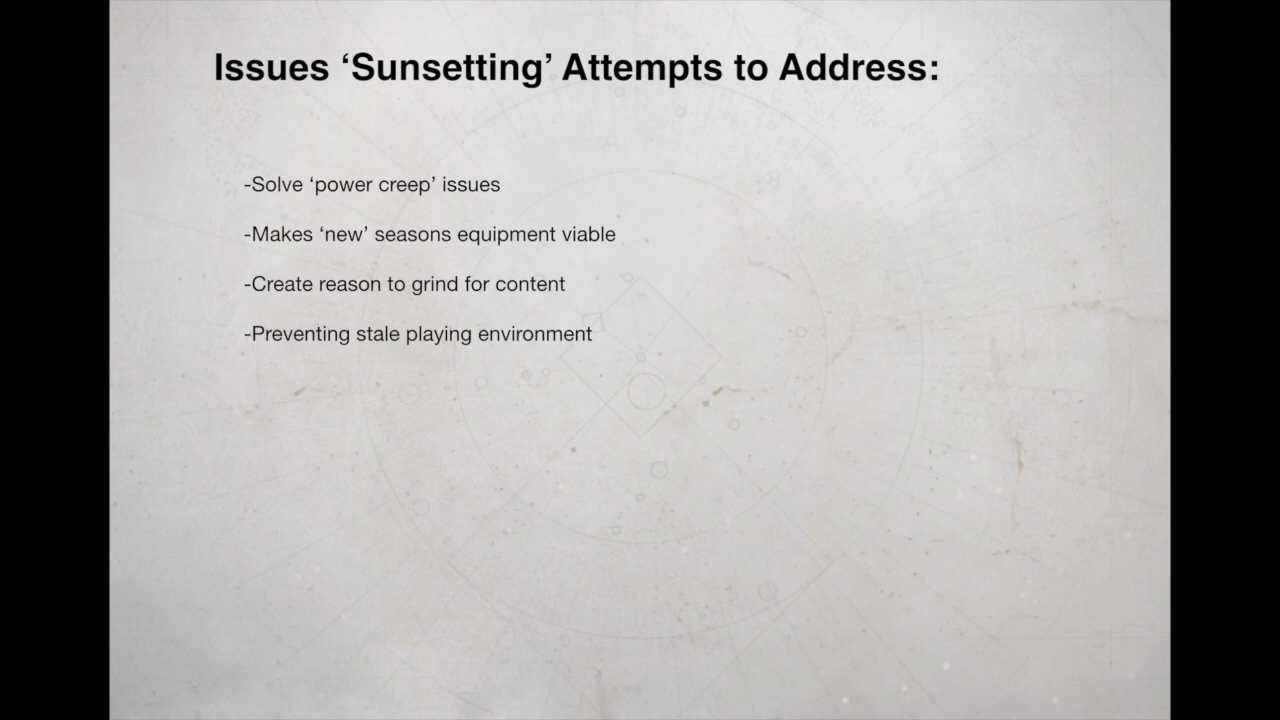 Issues ‘Sunsetting’ Attempts to Address:
-Solve ‘power creep’ issues
-Makes ‘new’ seasons equipment viable
-Create reason to grind for content
-Preventing stale playing environment